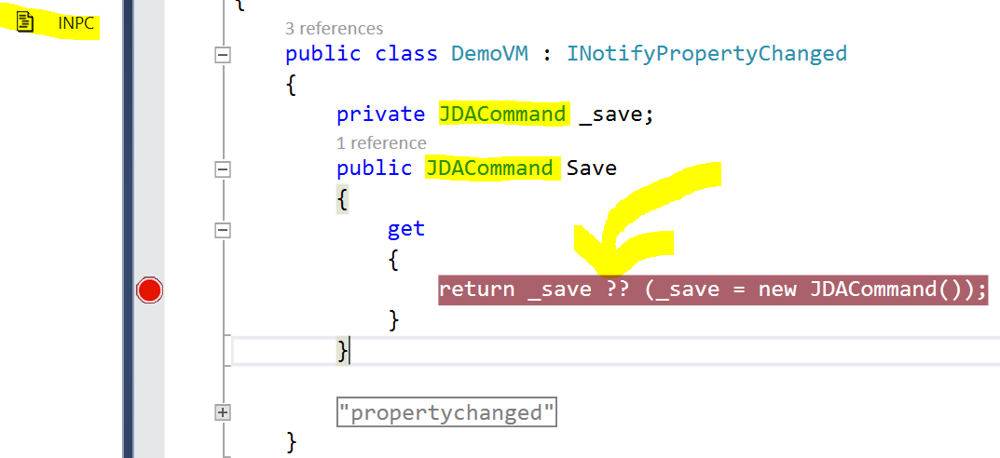 {
INPC
3 references
public class DemoVM : INotifyPropertyChanged
{
private JDACommand _save;
1 reference
public JDACommand Save
{
get
{
return _save ?? (_save = new JDACommand());
}
}
"propertychanged"
}